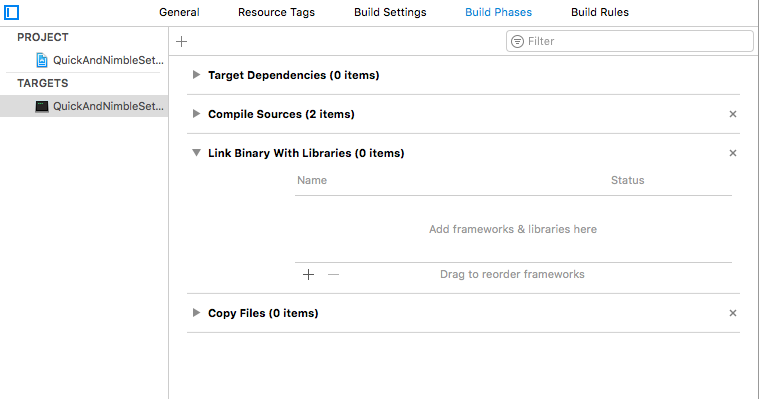 General Resource Tags Build Settings Build Phases Build Rules
PROJECT
QuickAndNimbleSet...
TARGETS
QuickAndNimbleSet...
Filter
Target Dependencies (0 items)
Compile Sources (2 items)
Link Binary With Libraries (0 items)
Name Status
Add frameworks & libraries here
Drag to reorder frameworks
Copy Files (0 items)